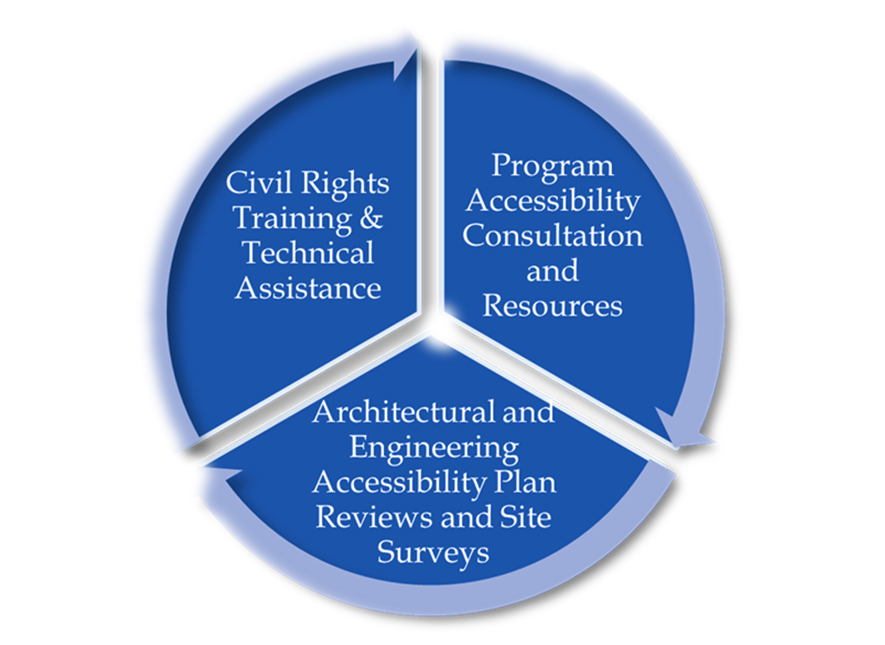 Civil Rights
Training &
Technical
Assistance
Program
Accessibility
Consultation
and
Resources
Architectural and
Engineering
Accessibility Plan
Reviews and Site
Surveys